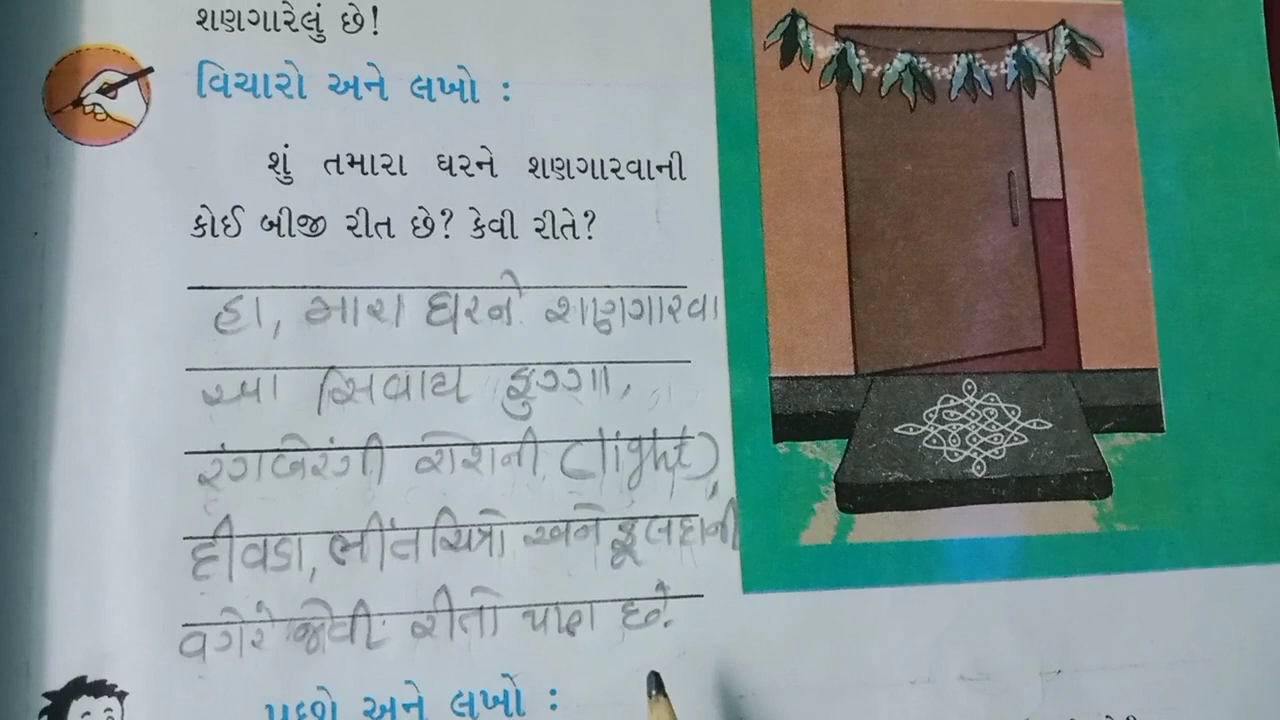 શણગારેલું છે!
વિચારો અને લખો :
શું તમારા ઘરને શણગારવાની
કોઈ બીજી રીત છે? કેવી રીતે?
હા, મારા ઘરને શણગારવા
આ સિવાય ફુગ્ગા,
રંગબેરંગી રોશની (light),
દીવડા, ભીંતચિત્રો અને ફૂલદાની
વગેરે જેવી રીતો પણ છે.
અને લખો :